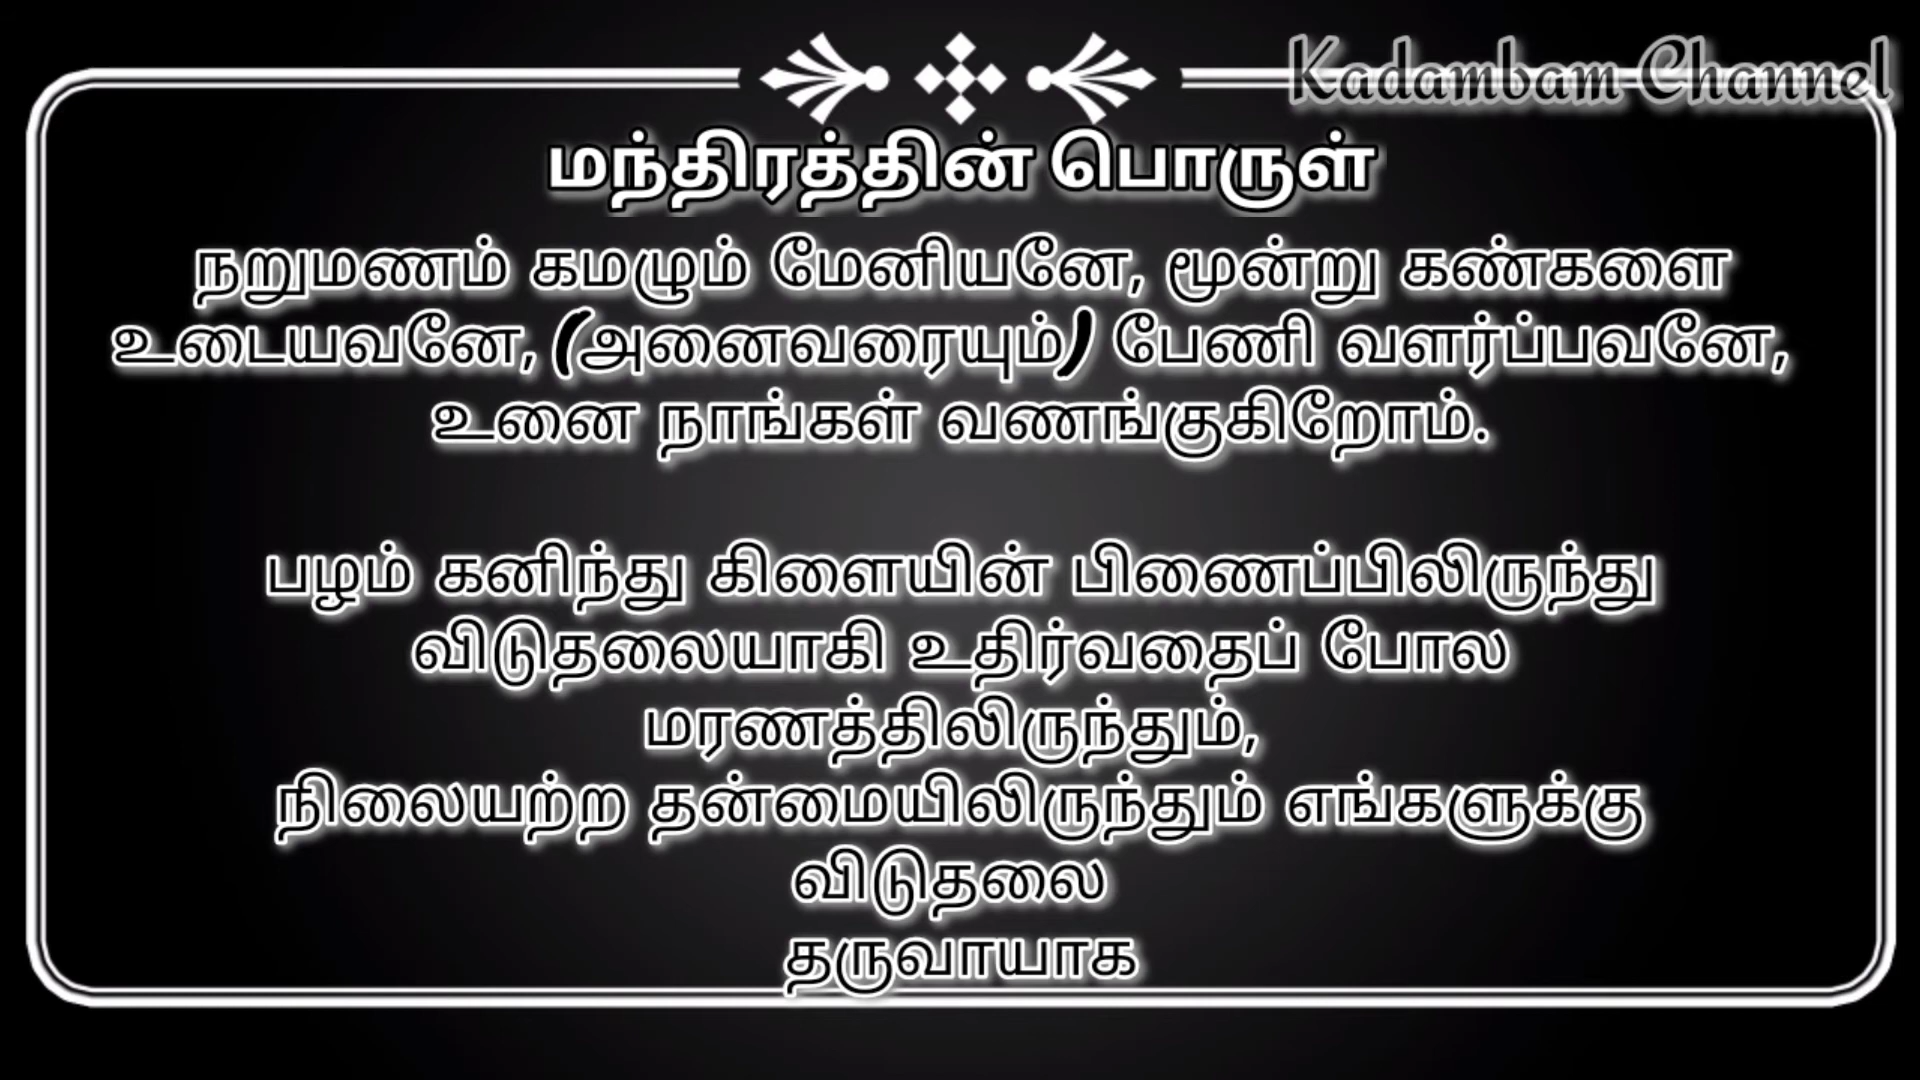 Kadambam Channel
மந்திரத்தின் பொருள்
நறுமணம் கமழும் மேனியனே, மூன்று கண்களை
உடையவனே, (அனைவரையும்) பேணி வளர்ப்பவனே,
உனை நாங்கள் வணங்குகிறோம்.
பழம் கனிந்து கிளையின் பிணைப்பிலிருந்து
விடுதலையாகி உதிர்வதைப் போல
மரணத்திலிருந்தும்,
நிலையற்ற தன்மையிலிருந்தும் எங்களுக்கு
விடுதலை
தருவாயாக